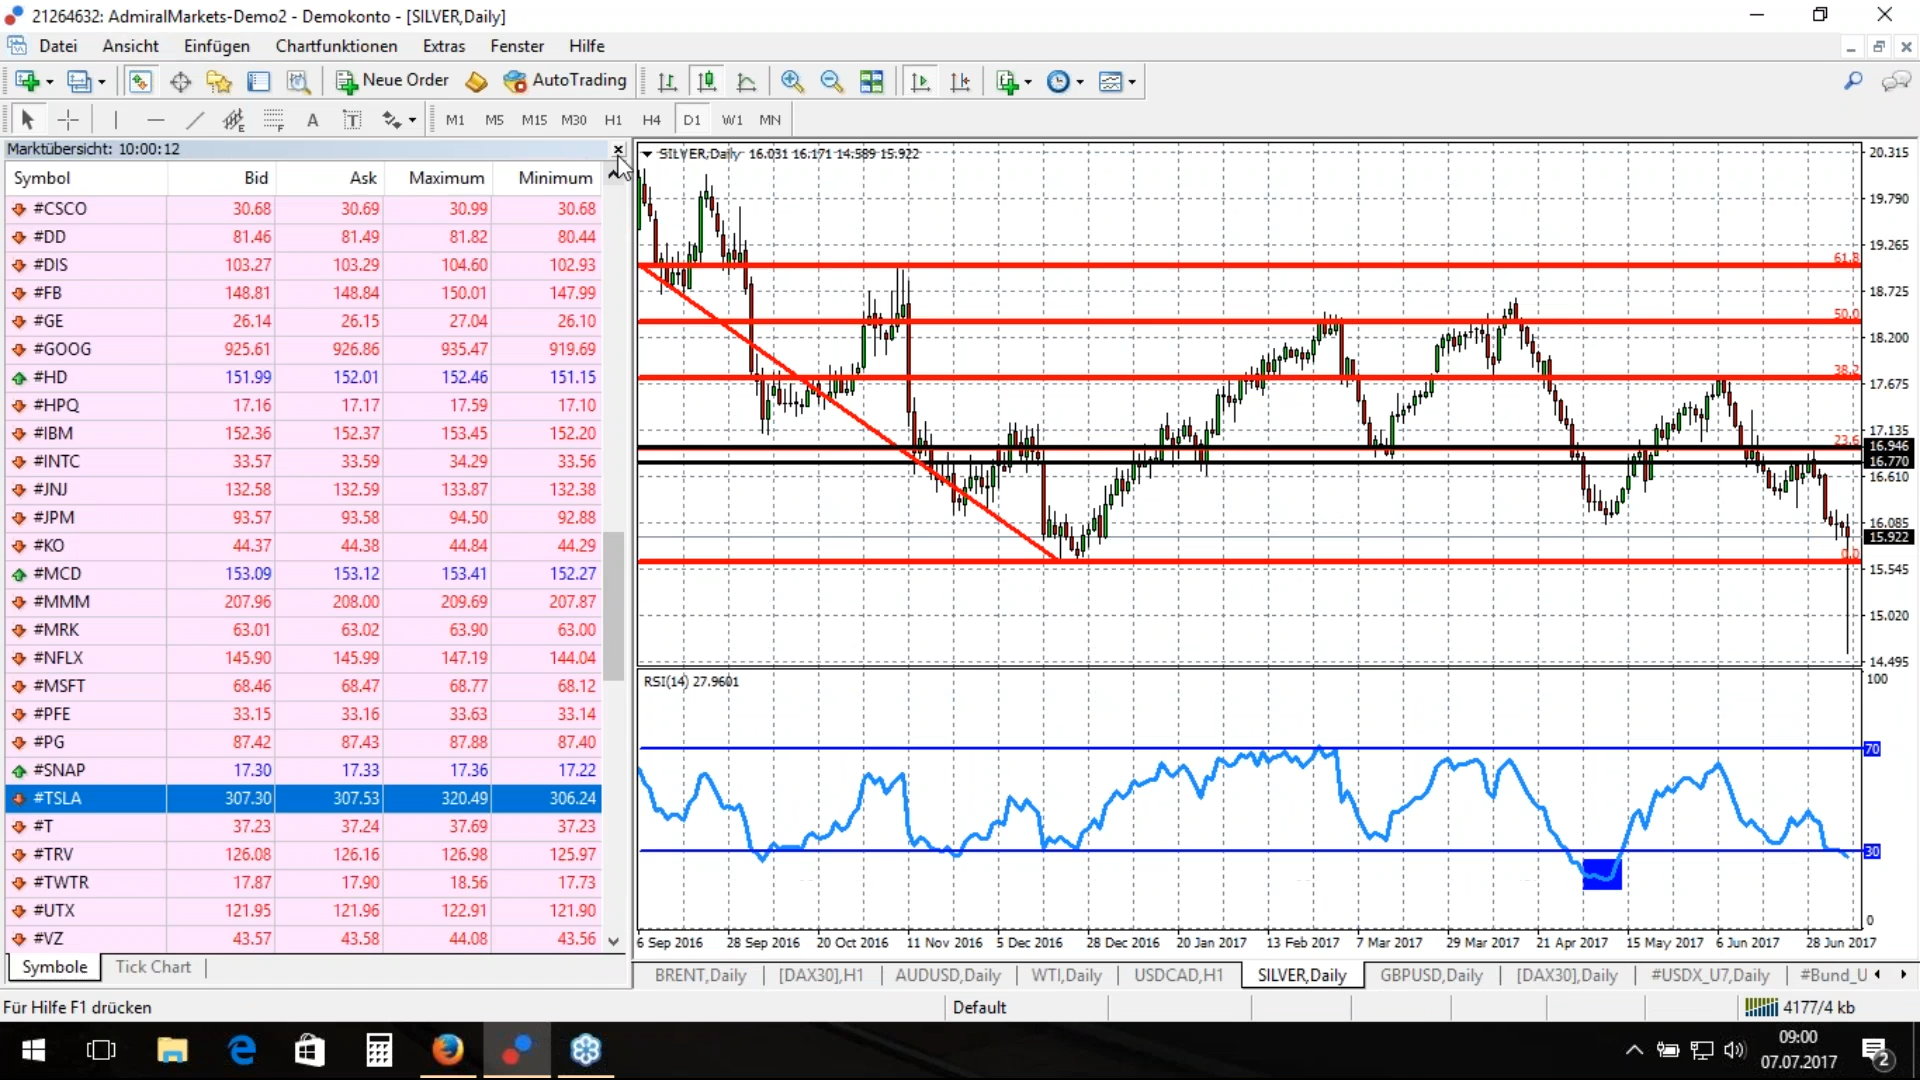 21264632: AdmiralMarkets-Demo2 - Demokonto - [SILVER,Daily]
Datei Ansicht Einfügen Chartfunktionen Extras Fenster Hilfe
Neue Order AutoTrading
A T M1 M5 M15 M30 H1 H4 D1 W1 MN
Marktübersicht: 10:00:12
Symbol Bid Ask Maximum Minimum
#CSCO 30.68 30.69 30.99 30.68
#DD 81.46 81.49 81.82 80.44
#DIS 103.27 103.29 104.60 102.93
#FB 148.81 148.84 150.01 147.99
#GE 26.14 26.15 27.04 26.10
#GOOG 925.61 926.86 935.47 919.69
#HD 151.99 152.01 152.46 151.15
#HPQ 17.16 17.17 17.59 17.10
#IBM 152.36 152.37 153.45 152.20
#INTC 33.57 33.59 34.29 33.56
#JNJ 132.58 132.59 133.87 132.38
#JPM 93.57 93.58 94.50 92.88
#KO 44.37 44.38 44.84 44.29
#MCD 153.09 153.12 153.41 152.27
#MMM 207.96 208.00 209.69 207.87
#MRK 63.01 63.02 63.90 63.00
#NFLX 145.90 145.99 147.19 144.04
#MSFT 68.46 68.47 68.77 68.12
#PFE 33.15 33.16 33.63 33.14
#PG 87.42 87.43 87.88 87.40
#SNAP 17.30 17.33 17.36 17.22
#TSLA 307.30 307.53 320.49 306.24
#T 37.23 37.24 37.69 37.23
#TRV 126.08 126.16 126.98 125.97
#TWTR 17.87 17.90 18.56 17.73
#UTX 121.95 121.96 122.91 121.90
#VZ 43.57 43.58 44.08 43.56
Symbole Tick Chart
SILVER,Daily 16.031 16.171 14.589 15.922
61.8
50.0
38.2
23.6
0.0
20.315
19.790
19.265
18.725
18.200
17.675
17.135
16.946
16.770
16.610
16.085
15.922
15.545
15.020
14.495
RSI(14) 27.9601
100
70
30
0
6 Sep 2016 28 Sep 2016 20 Oct 2016 11 Nov 2016 5 Dec 2016 28 Dec 2016 20 Jan 2017 13 Feb 2017 7 Mar 2017 29 Mar 2017 21 Apr 2017 15 May 2017 6 Jun 2017 28 Jun 2017
BRENT,Daily [DAX30],H1 AUDUSD,Daily WTI,Daily USDCAD,H1 SILVER,Daily GBPUSD,Daily [DAX30],Daily #USDX_U7,Daily #Bund_U
Für Hilfe F1 drücken Default 4177/4 kb
09:00
07.07.2017
2